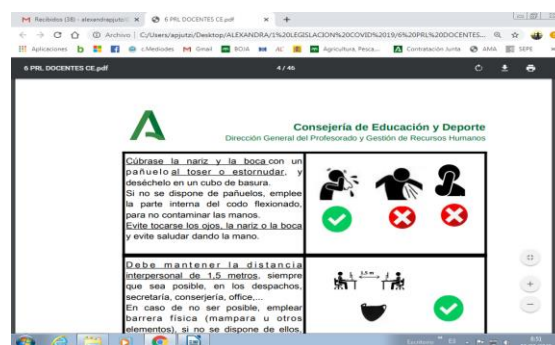 Recibidos (38) - alexandraapjutz@
6 PRL DOCENTES CE.pdf
Archivo | C:/Users/apjutzi/Desktop/ALEXANDRA/1%20LEGISLACION%20COVID%2019/6%20PRL%20DOCENTES...
Aplicaciones
s.Mediodes
Gmail
BOJA
AC
Agricultura, Pesca...
Contratación Junta
AMA
SEPE
6 PRL DOCENTES CE.pdf
4 / 46
Consejería de Educación y Deporte
Dirección General del Profesorado y Gestión de Recursos Humanos
Cúbrase la nariz y la boca con un
pañuelo al toser o estornudar, y
deséchelo en un cubo de basura.
Si no se dispone de pañuelos, emplee
la parte interna del codo flexionado,
para no contaminar las manos.
Evite tocarse los ojos, la nariz o la boca
y evite saludar dando la mano.
Debe mantener la distancia
interpersonal de 1,5 metros, siempre
que sea posible, en los despachos,
secretaría, conserjería, office,...
En caso de no ser posible, emplear
barrera física (mampara u otros
elementos), si no se dispone de ellos,
1,5 m
Escritorio
ES
8:51